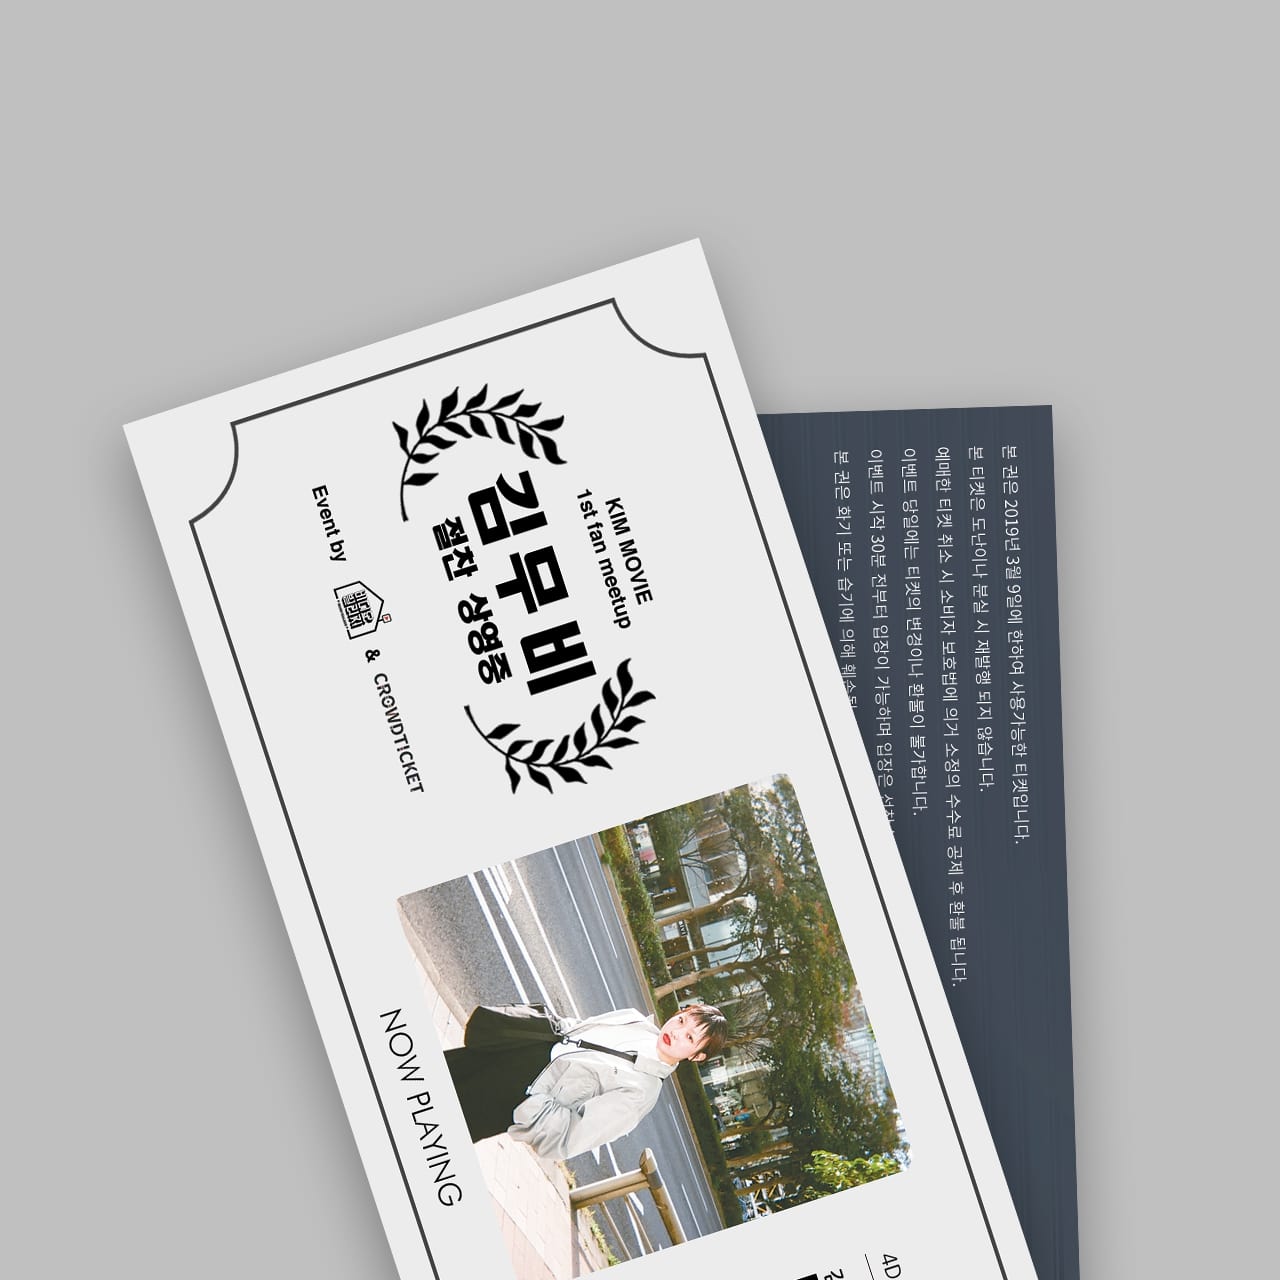 KIM MOVIE
1st fan meetup
김무비
절찬 상영중
Event by
반다운
빌리지
& CROWDTICKET
NOW PLAYING
4D
본 권은 2019년 3월 9일에 한하여 사용가능한 티켓입니다.
본 티켓은 도난이나 분실 시 재발행 되지 않습니다.
예매한 티켓 취소 시 소비자 보호법에 의거 소정의 수수료 공제 후 환불 됩니다.
이벤트 당일에는 티켓의 변경이나 환불이 불가합니다.
이벤트 시작 30분 전부터 입장이 가능하며 입장은
본 권은 화기 또는 습기에 의해